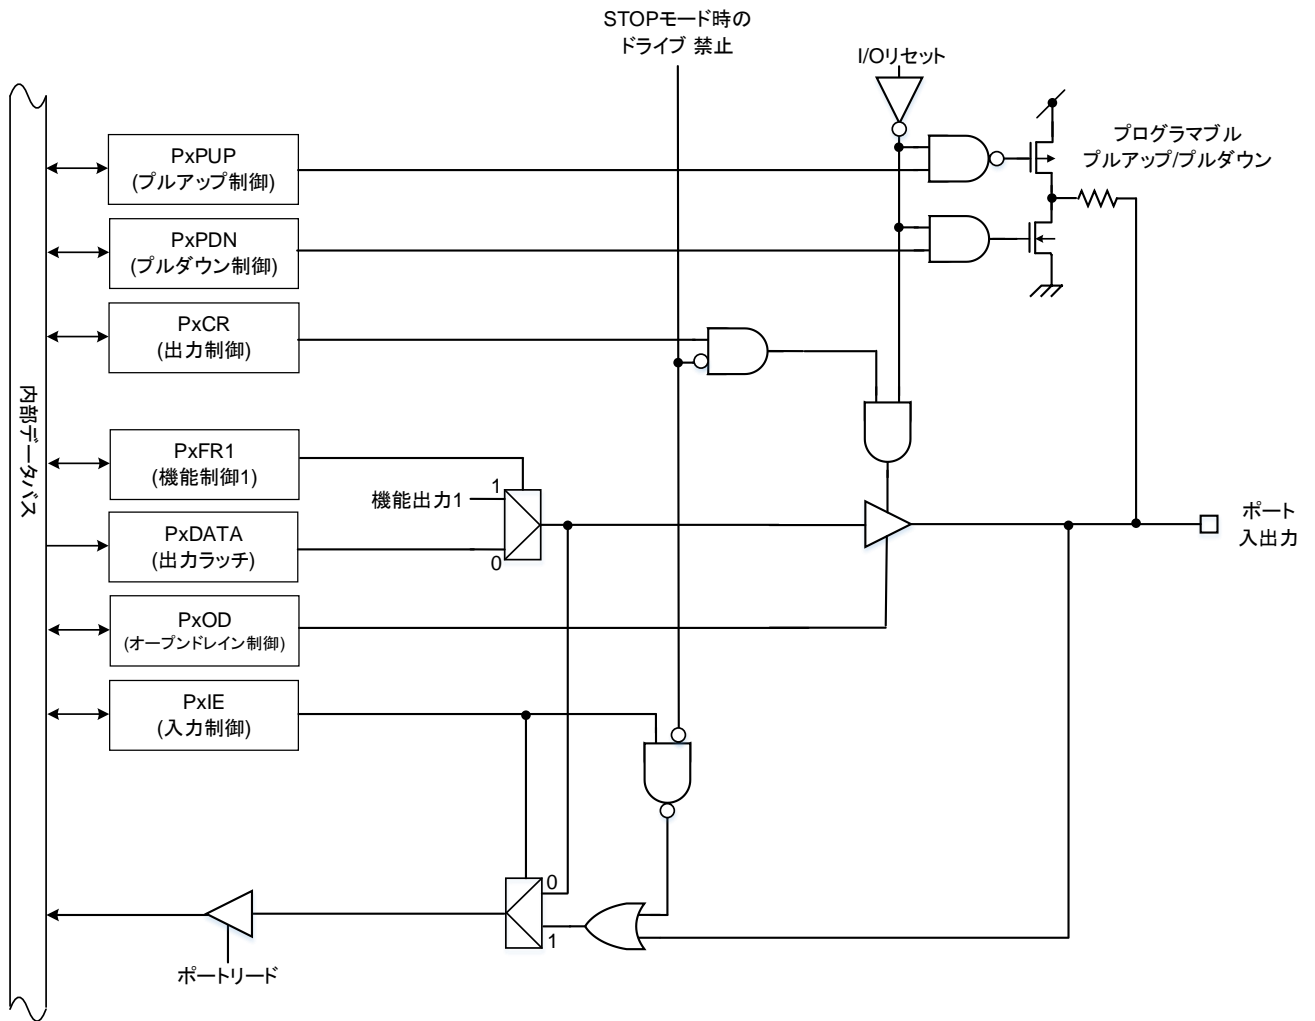 STOPモード時の
ドライブ 禁止
I/Oリセット
プログラマブル
プルアップ/プルダウン
PxPUP
(プルアップ制御)
PxPDN
(プルダウン制御)
PxCR
(出力制御)
内部データバス
PxFR1
(機能制御1)
機能出力1
1
0
PxDATA
(出力ラッチ)
ポート
入出力
PxOD
(オープンドレイン制御)
PxIE
(入力制御)
0
1
ポートリード